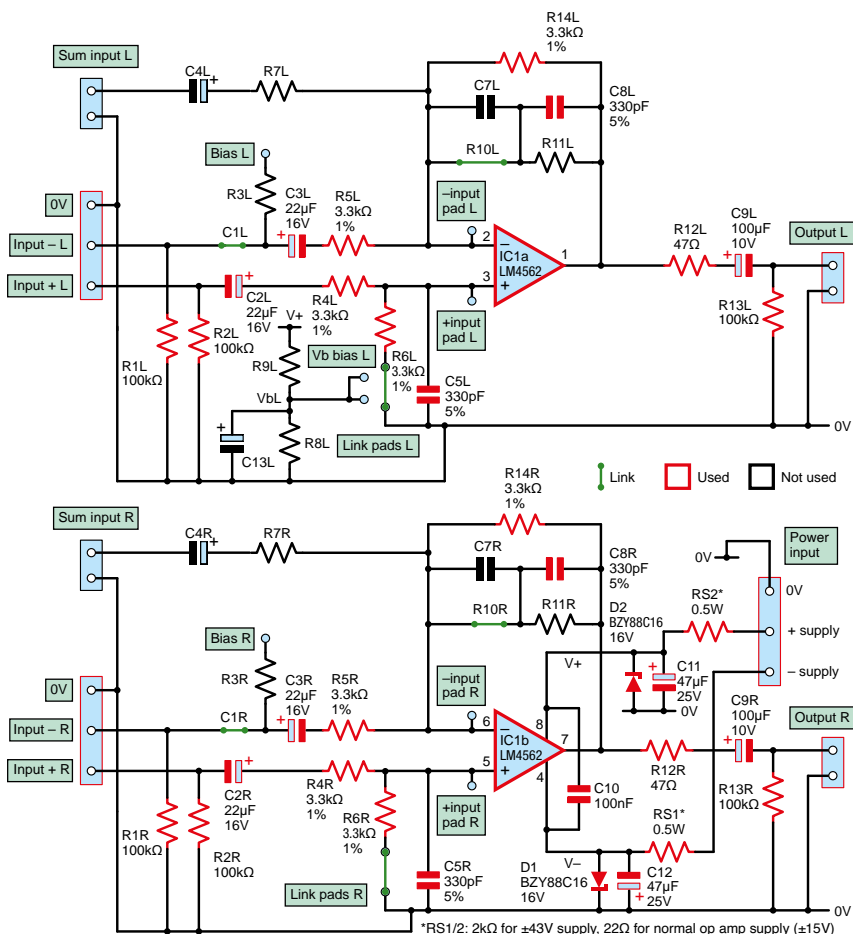 R14L
3.3kΩ
1%
Sum input L
C4L
+
R7L
C7L
C8L
330pF
5%
R10L
R11L
Bias L
R3L
C3L
22µF
16V
R5L
3.3kΩ
1%
–input
pad L
0V
Input – L
C1L
+
2
–
IC1a
LM4562
1
R12L
47Ω
C9L
100µF
10V
+
Output L
Input + L
+
C2L
22µF
16V
R4L
3.3kΩ
1%
3
+
+input
pad L
R13L
100kΩ
R1L
100kΩ
R2L
100kΩ
V+
R9L
Vb bias L
R6L
3.3kΩ
1%
C5L
330pF
5%
VbL
+
C13L
R8L
Link pads L
0V
Link
Used
Not used
R14R
3.3kΩ
1%
Sum input R
C4R
+
R7R
C7R
C8R
330pF
5%
0V
Power
input
0V
R10R
R11R
D2
BZY88C16
16V
RS2*
0.5W
+ supply
Bias R
R3R
C3R
22µF
16V
R5R
3.3kΩ
1%
–input
pad R
V+
+
C11
47µF
25V
0V
– supply
0V
Input – R
C1R
+
6
–
IC1b
LM4562
8
7
4
C9R
100µF
10V
+
Output R
Input + R
+
C2R
22µF
16V
R4R
3.3kΩ
1%
5
+
+input
pad R
R12R
47Ω
R13R
100kΩ
C10
100nF
R6R
3.3kΩ
1%
R1R
100kΩ
R2R
100kΩ
RS1*
0.5W
Link pads R
C5R
330pF
5%
V–
D1
BZY88C16
16V
+
C12
47µF
25V
0V
*RS1/2: 2kΩ for ±43V supply, 22Ω for normal op amp supply (±15V)